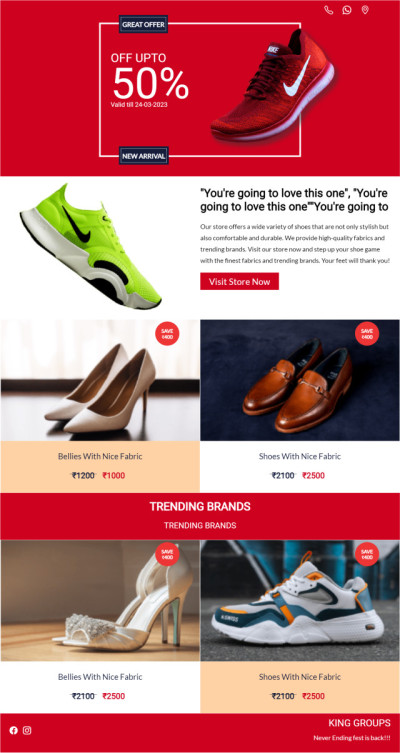 GREAT OFFER
OFF UPTO
50%
Valid till 24-03-2023
NIKE
NEW ARRIVAL
"You're going to love this one", "You're
going to love this one""You're going to
Our store offers a wide variety of shoes that are not only stylish but
also comfortable and durable. We provide high-quality fabrics and
trending brands. Visit our store now and step up your shoe game
with the finest fabrics and trending brands. Your feet will thank you!
Visit Store Now
SAVE
₹400
SAVE
₹400
Bellies With Nice Fabric
Shoes With Nice Fabric
₹1200 ₹1000
₹2100 ₹2500
TRENDING BRANDS
TRENDING BRANDS
SAVE
₹400
SAVE
₹400
K-SWISS
Bellies With Nice Fabric
Shoes With Nice Fabric
₹2100 ₹2500
₹2100 ₹2500
KING GROUPS
Never Ending fest is back!!!